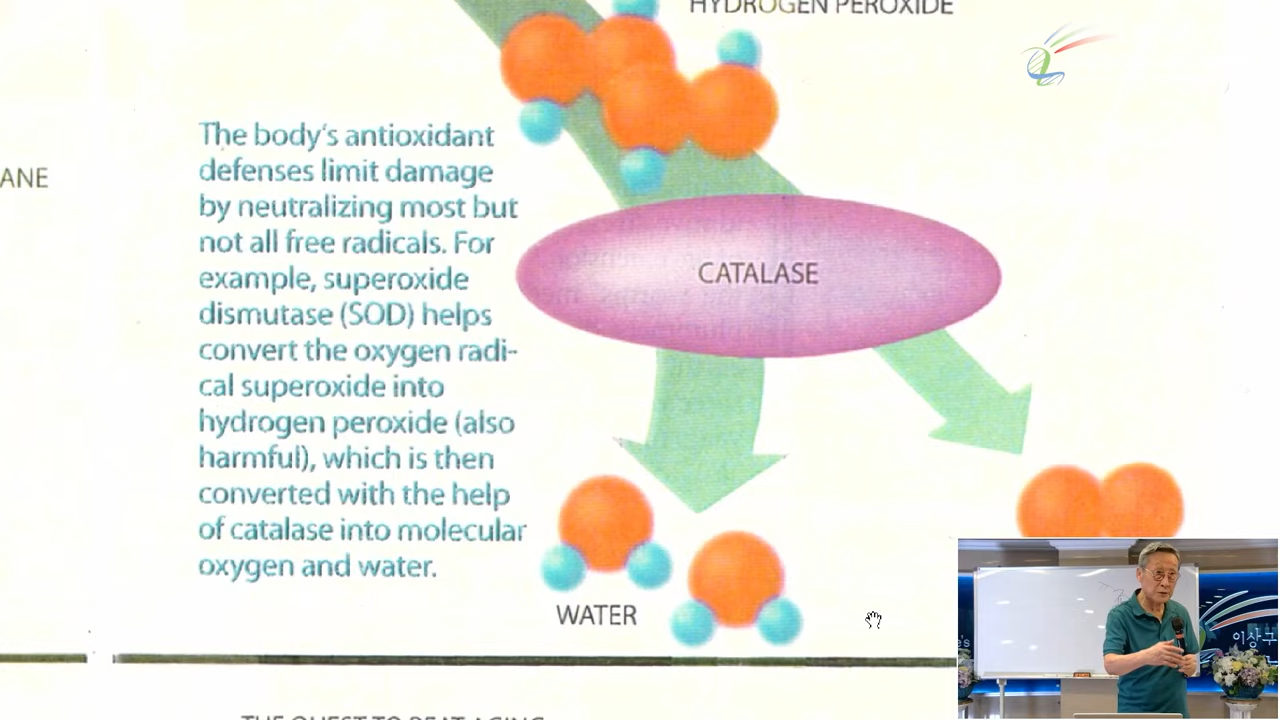 HYDROGEN PEROXIDE
ANE
The body's antioxidant
defenses limit damage
by neutralizing most but
not all free radicals. For
example, superoxide
dismutase (SOD) helps
convert the oxygen radi-
cal superoxide into
hydrogen peroxide (also
harmful), which is then
converted with the help
of catalase into molecular
oxygen and water.
CATALASE
WATER
이상구
THE QUEST TO BEAT AGING